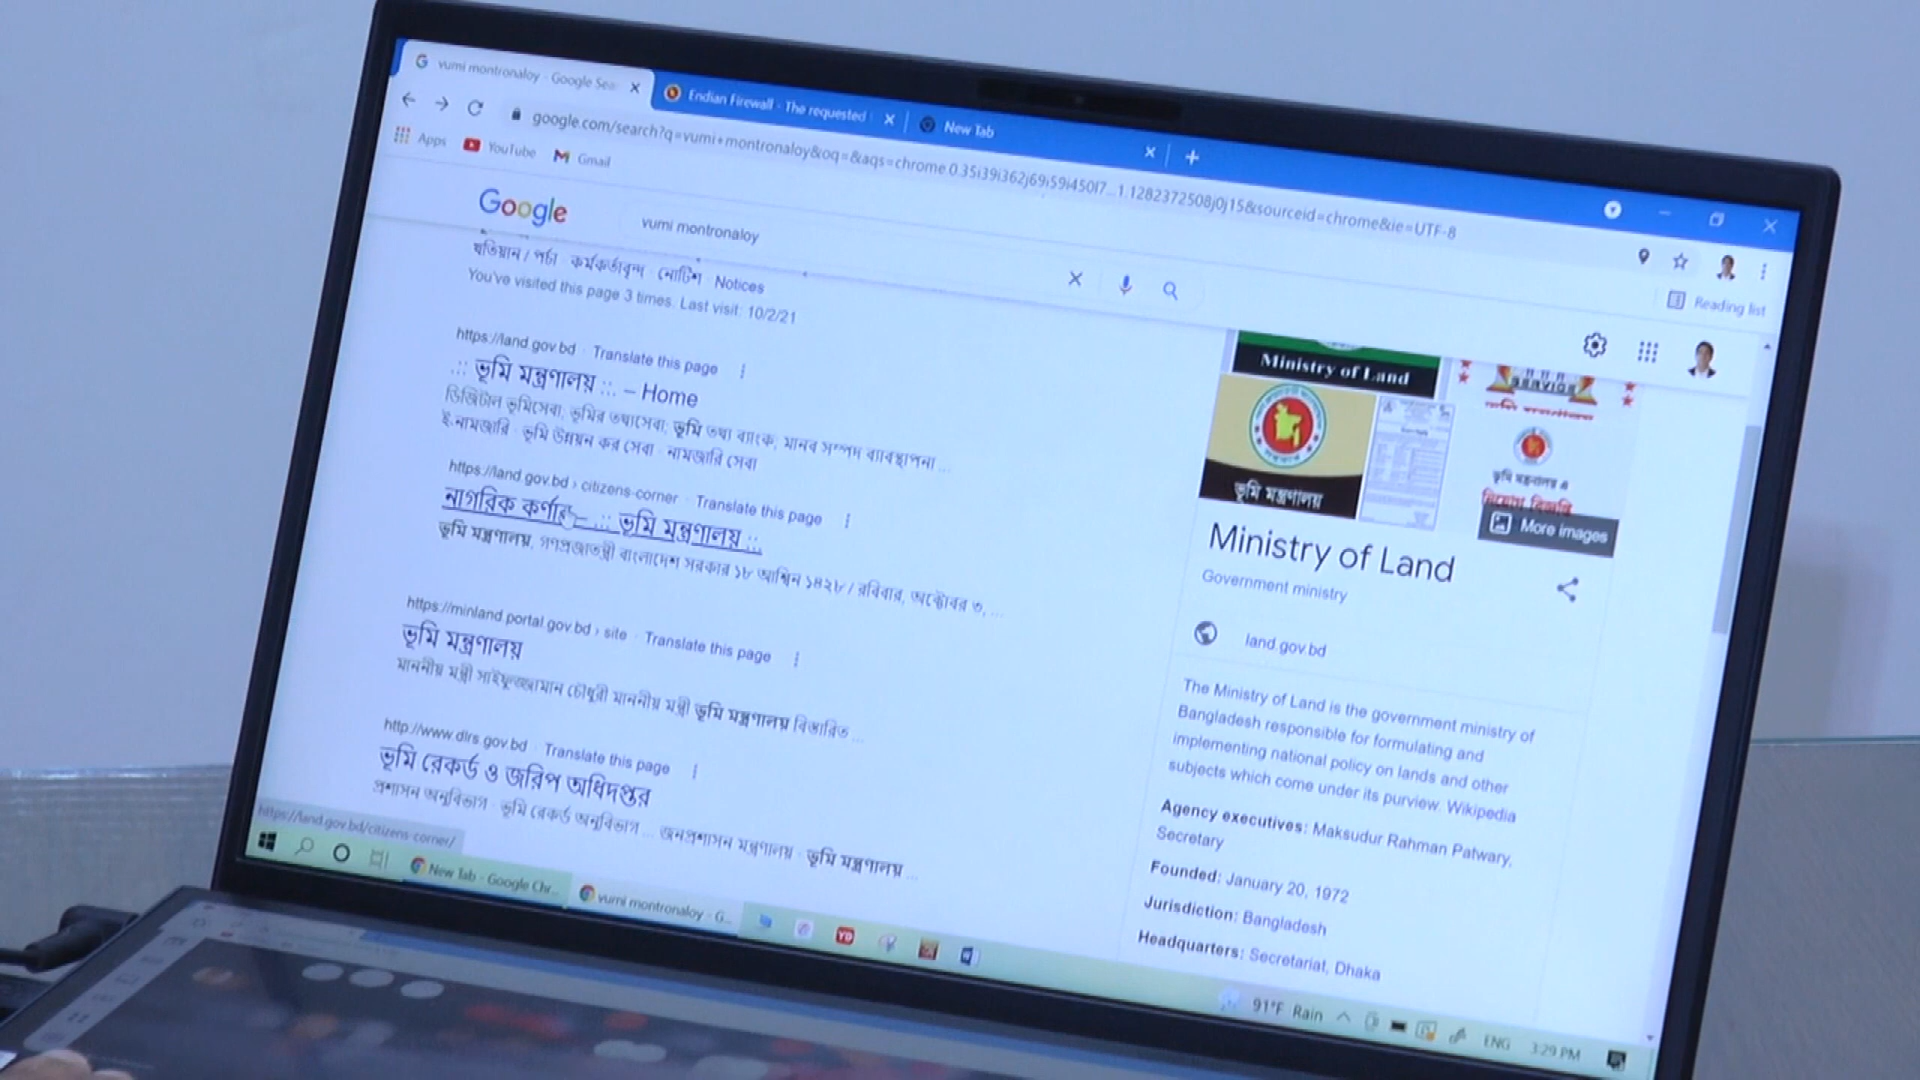 vumi montronaloy - Google Sea
Endian Firewall - The requested
New Tab
google.com/search?q=vumi+montronaloy&oq=&aqs=chrome.0.35i39i362j69i59i450l7...1.1282372508j0j15&sourceid=chrome&ie=UTF-8
Apps YouTube Gmail
Reading list
Google vumi montronaloy
খতিয়ান / পর্চা · কর্মকর্তাবৃন্দ · নোটিশ · Notices
You've visited this page 3 times. Last visit: 10/2/21
https://land.gov.bd · Translate this page
.:: ভূমি মন্ত্রণালয় ::. – Home
ডিজিটাল ভূমিসেবা; ভূমির তথ্যসেবা; ভূমি তথ্য ব্যাংক; মানব সম্পদ ব্যাবস্থাপনা ...
ই-নামজারি · ভূমি উন্নয়ন কর সেবা · নামজারি সেবা
https://land.gov.bd › citizens-corner · Translate this page
নাগরিক কর্ণার – .:: ভূমি মন্ত্রণালয় ::.
ভূমি মন্ত্রণালয়, গণপ্রজাতন্ত্রী বাংলাদেশ সরকার ১৮ আশ্বিন ১৪২৮ / রবিবার, অক্টোবর ৩, ...
https://minland.portal.gov.bd › site · Translate this page
ভূমি মন্ত্রণালয়
মাননীয় মন্ত্রী সাইফুজ্জামান চৌধুরী মাননীয় মন্ত্রী ভূমি মন্ত্রণালয় বিস্তারিত ...
http://www.dlrs.gov.bd · Translate this page
ভূমি রেকর্ড ও জরিপ অধিদপ্তর
প্রশাসন অনুবিভাগ · ভূমি রেকর্ড অনুবিভাগ ... জনপ্রশাসন মন্ত্রণালয় · ভূমি মন্ত্রণালয় ...
https://land.gov.bd/citizens-corner/
Ministry of Land
ভূমি মন্ত্রণালয়
More images
Ministry of Land
Government ministry
land.gov.bd
The Ministry of Land is the government ministry of
Bangladesh responsible for formulating and
implementing national policy on lands and other
subjects which come under its purview. Wikipedia
Agency executives: Maksudur Rahman Patwary,
Secretary
Founded: January 20, 1972
Jurisdiction: Bangladesh
Headquarters: Secretariat, Dhaka
New Tab - Google Chr...
vumi montronaloy - G...
91°F Rain ENG 3:29 PM